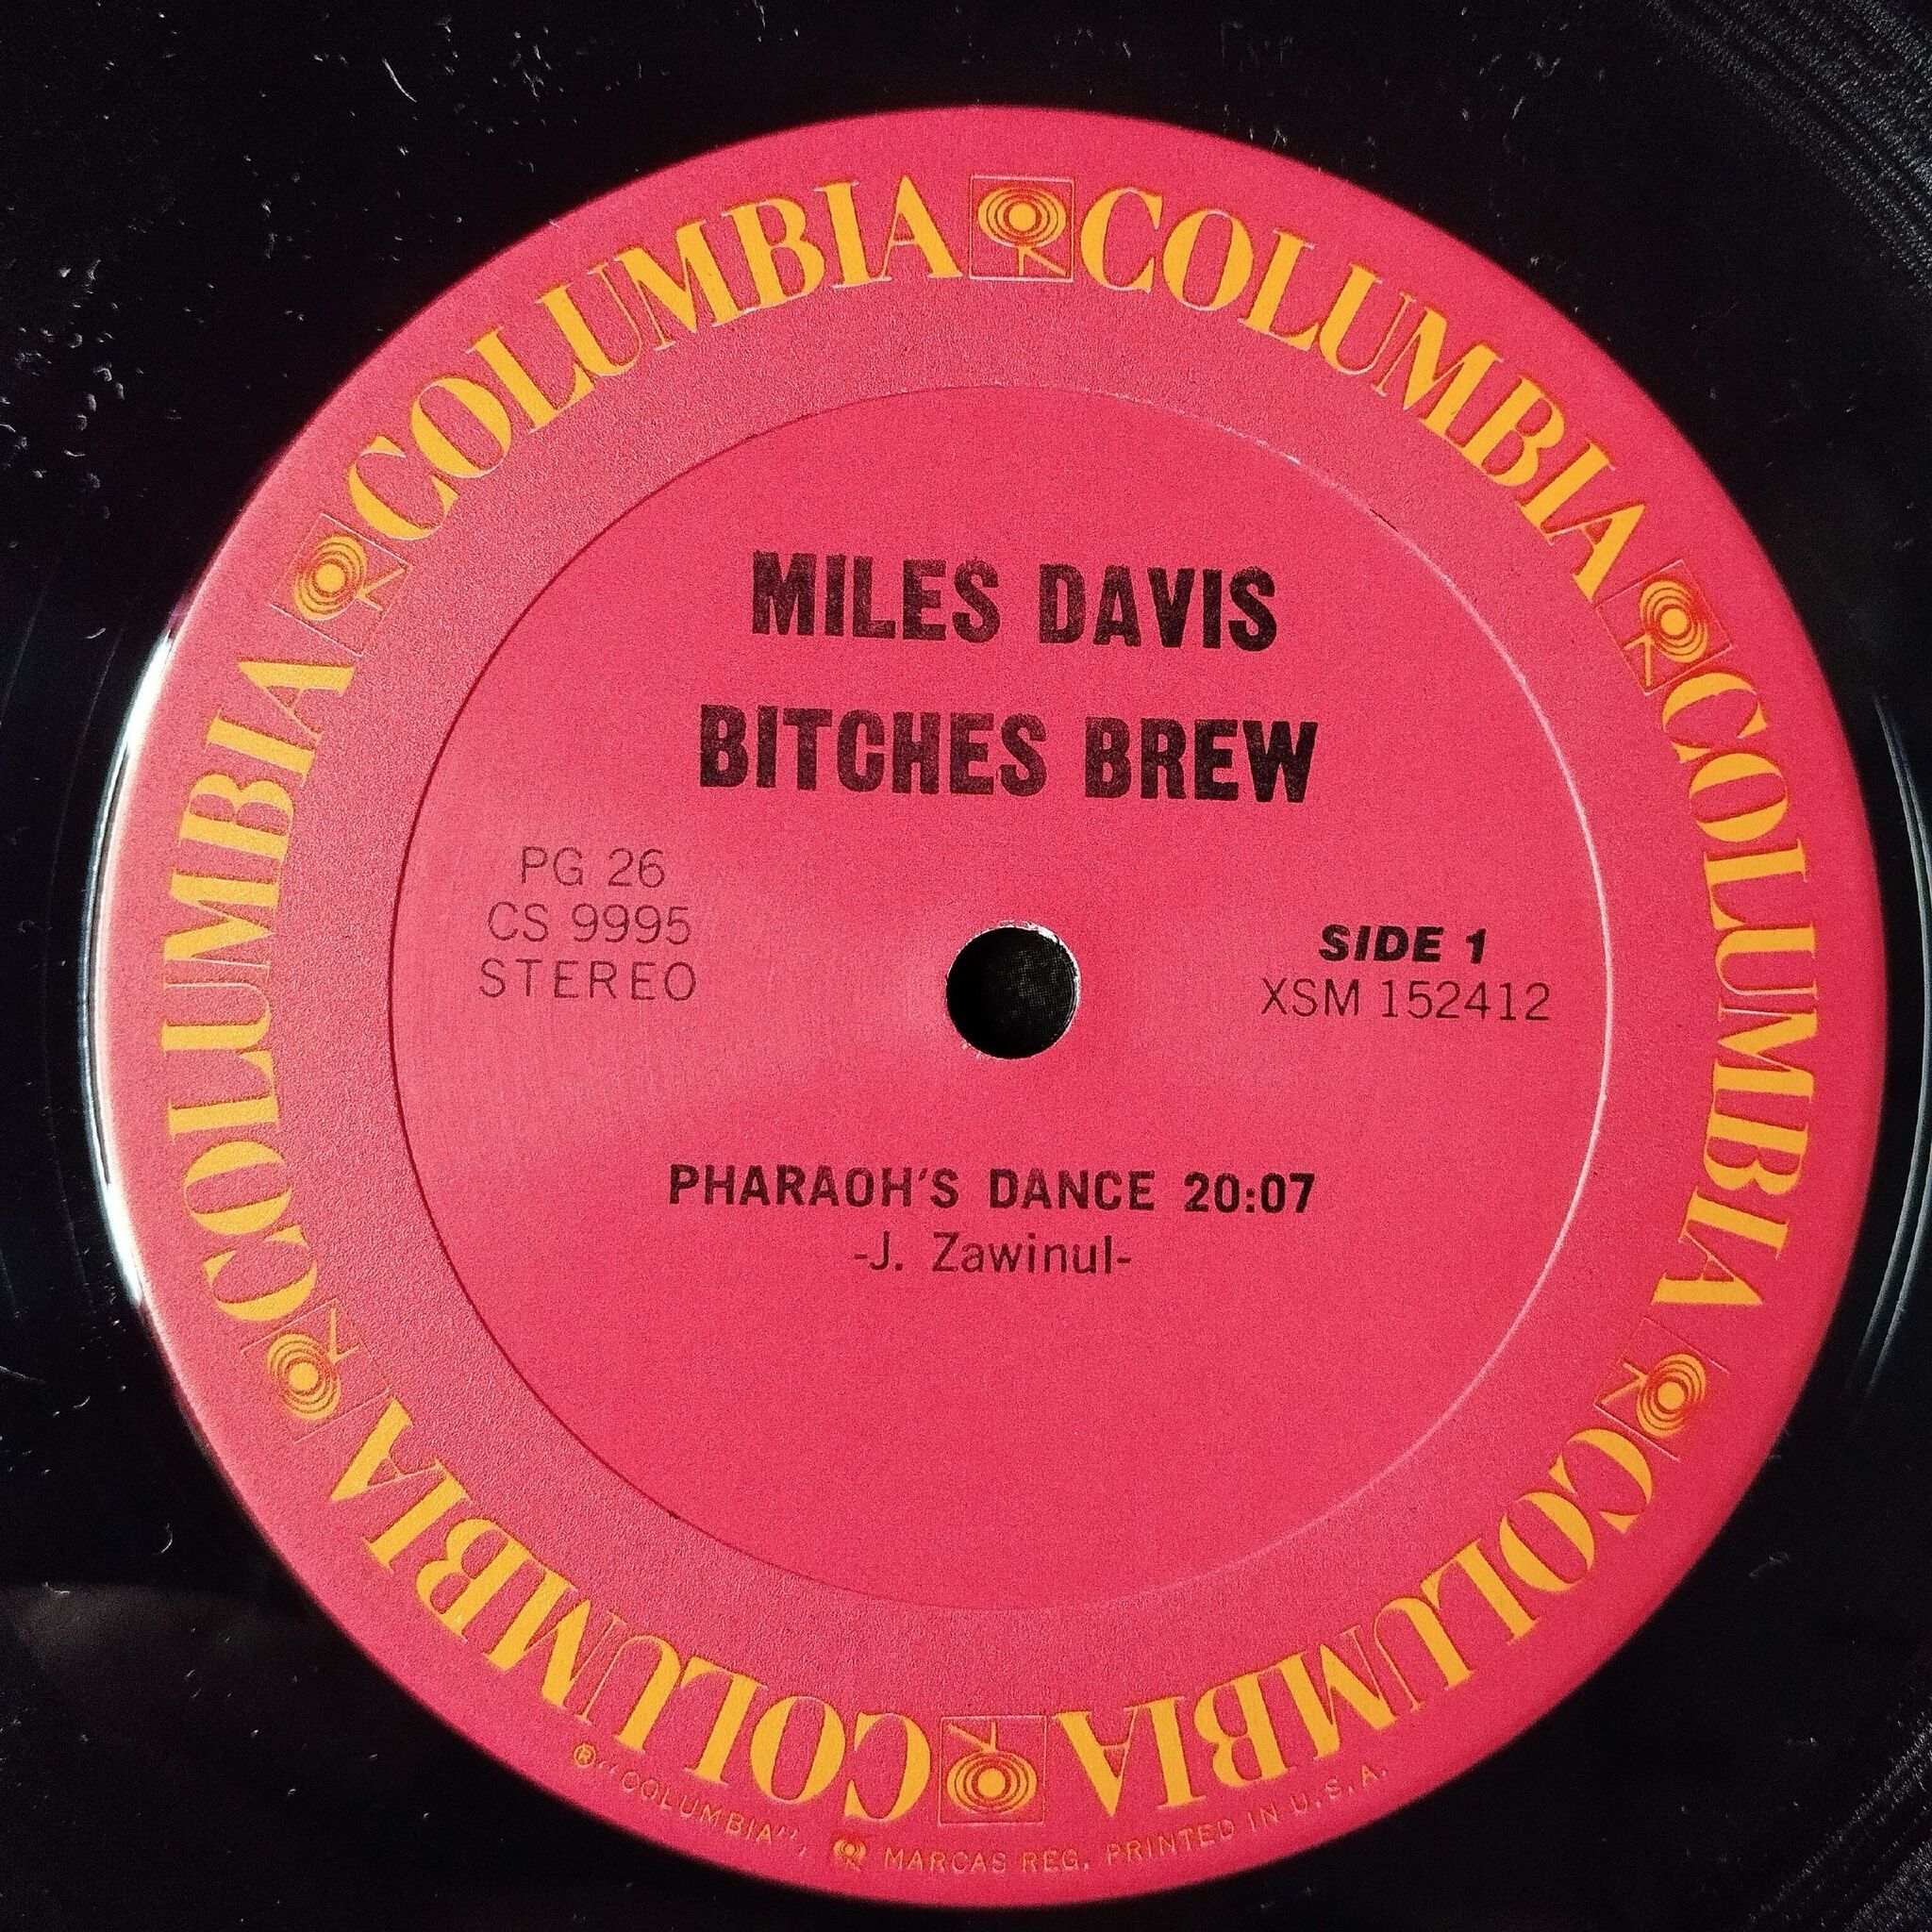 COLUMBIA COLUMBIA COLUMBIA COLUMBIA COLUMBIA COLUMBIA
MILES DAVIS
BITCHES BREW
PG 26
CS 9995
STEREO
SIDE 1
XSM 152412
PHARAOH'S DANCE 20:07
-J. Zawinul-
®"COLUMBIA", MARCAS REG. PRINTED IN U.S.A.